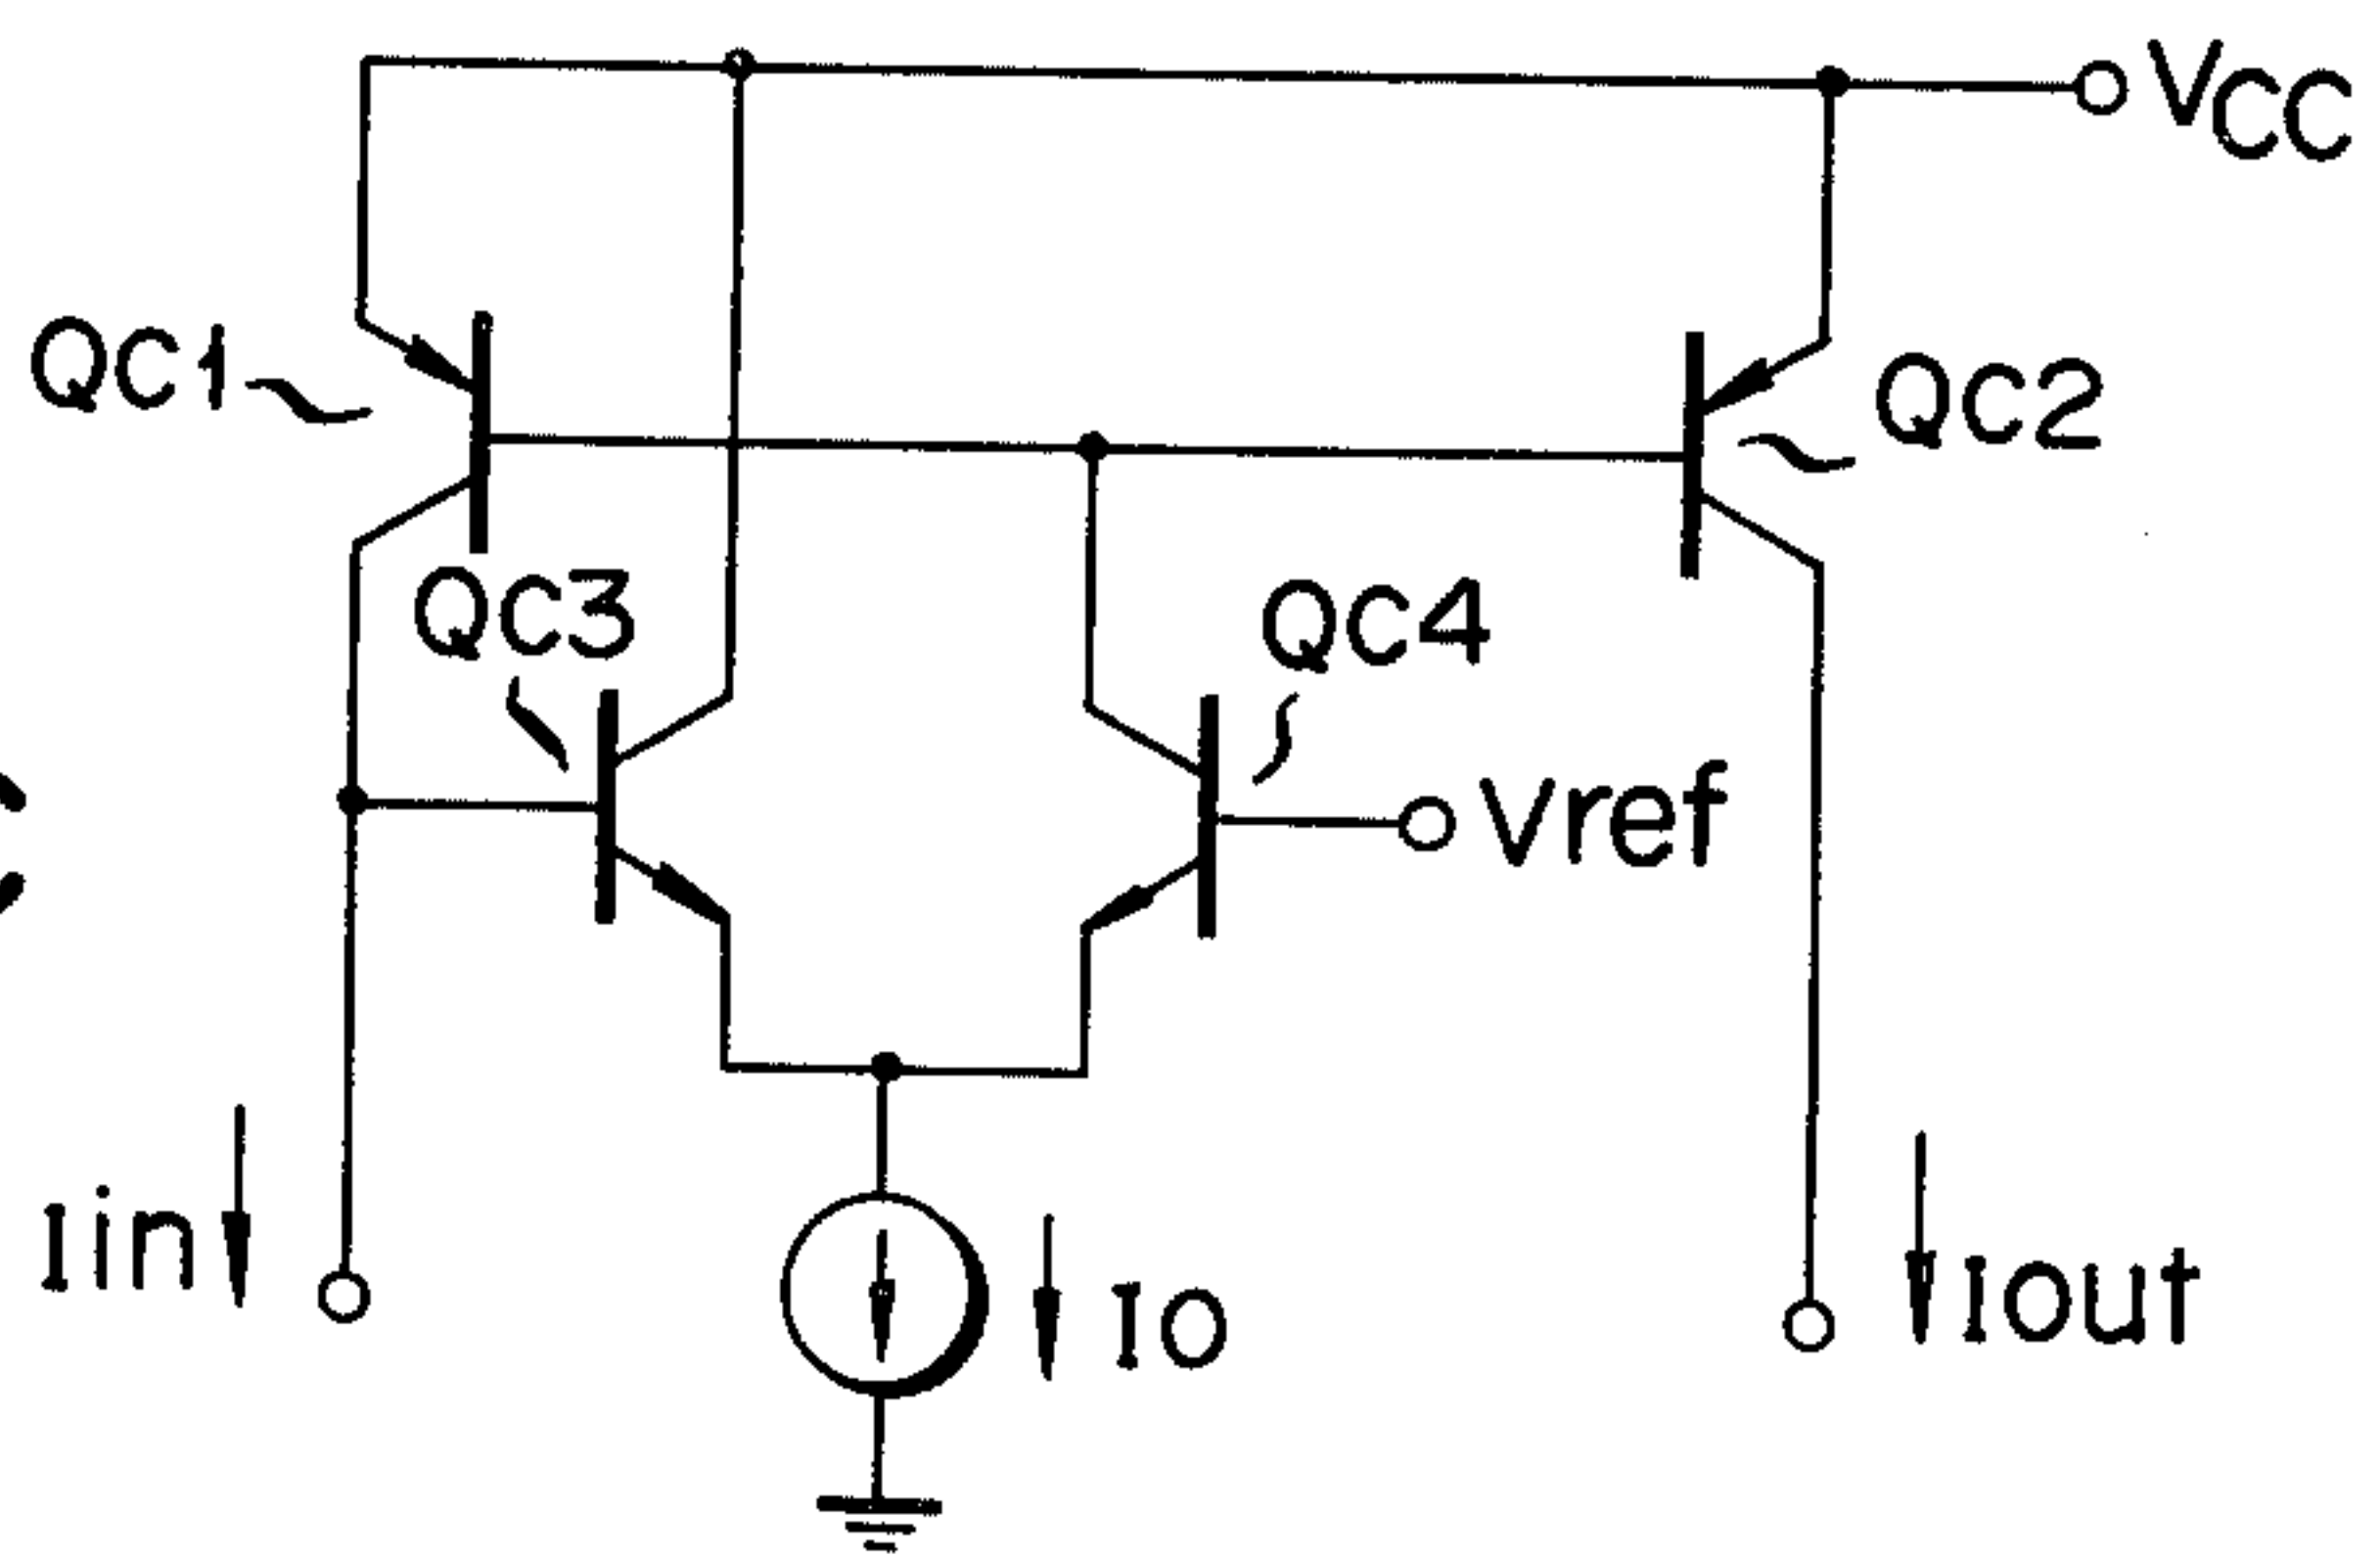 VCC
QC1
QC2
QC3
QC4
Vref
Iin
Io
Iout